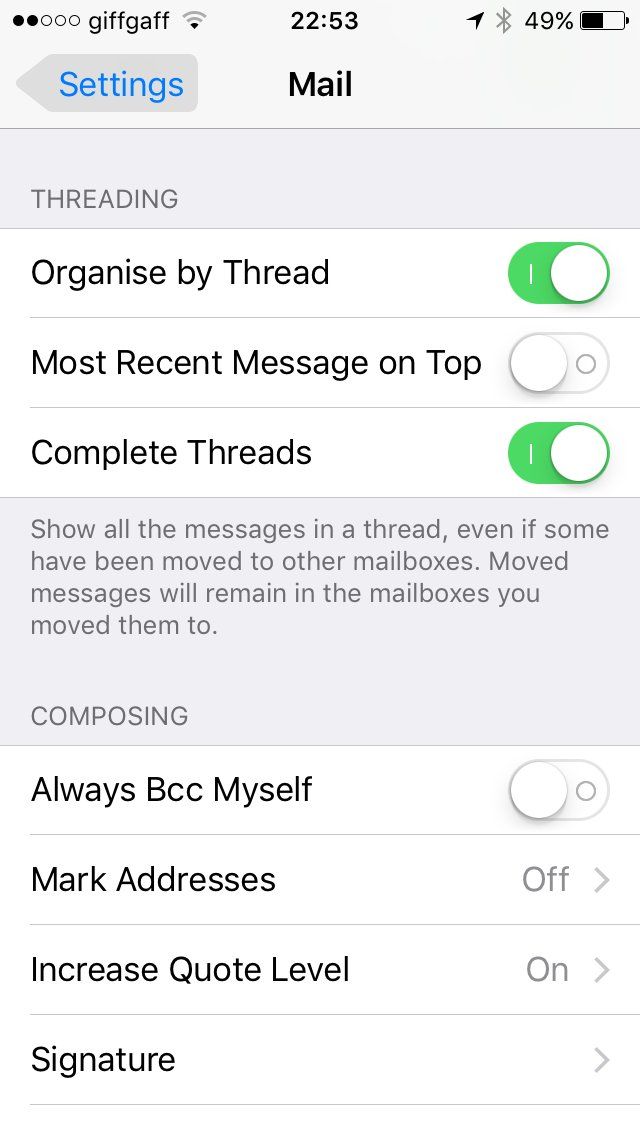 giffgaff 22:53 49%
Settings Mail
THREADING
Organise by Thread
Most Recent Message on Top
Complete Threads
Show all the messages in a thread, even if some
have been moved to other mailboxes. Moved
messages will remain in the mailboxes you
moved them to.
COMPOSING
Always Bcc Myself
Mark Addresses Off
Increase Quote Level On
Signature